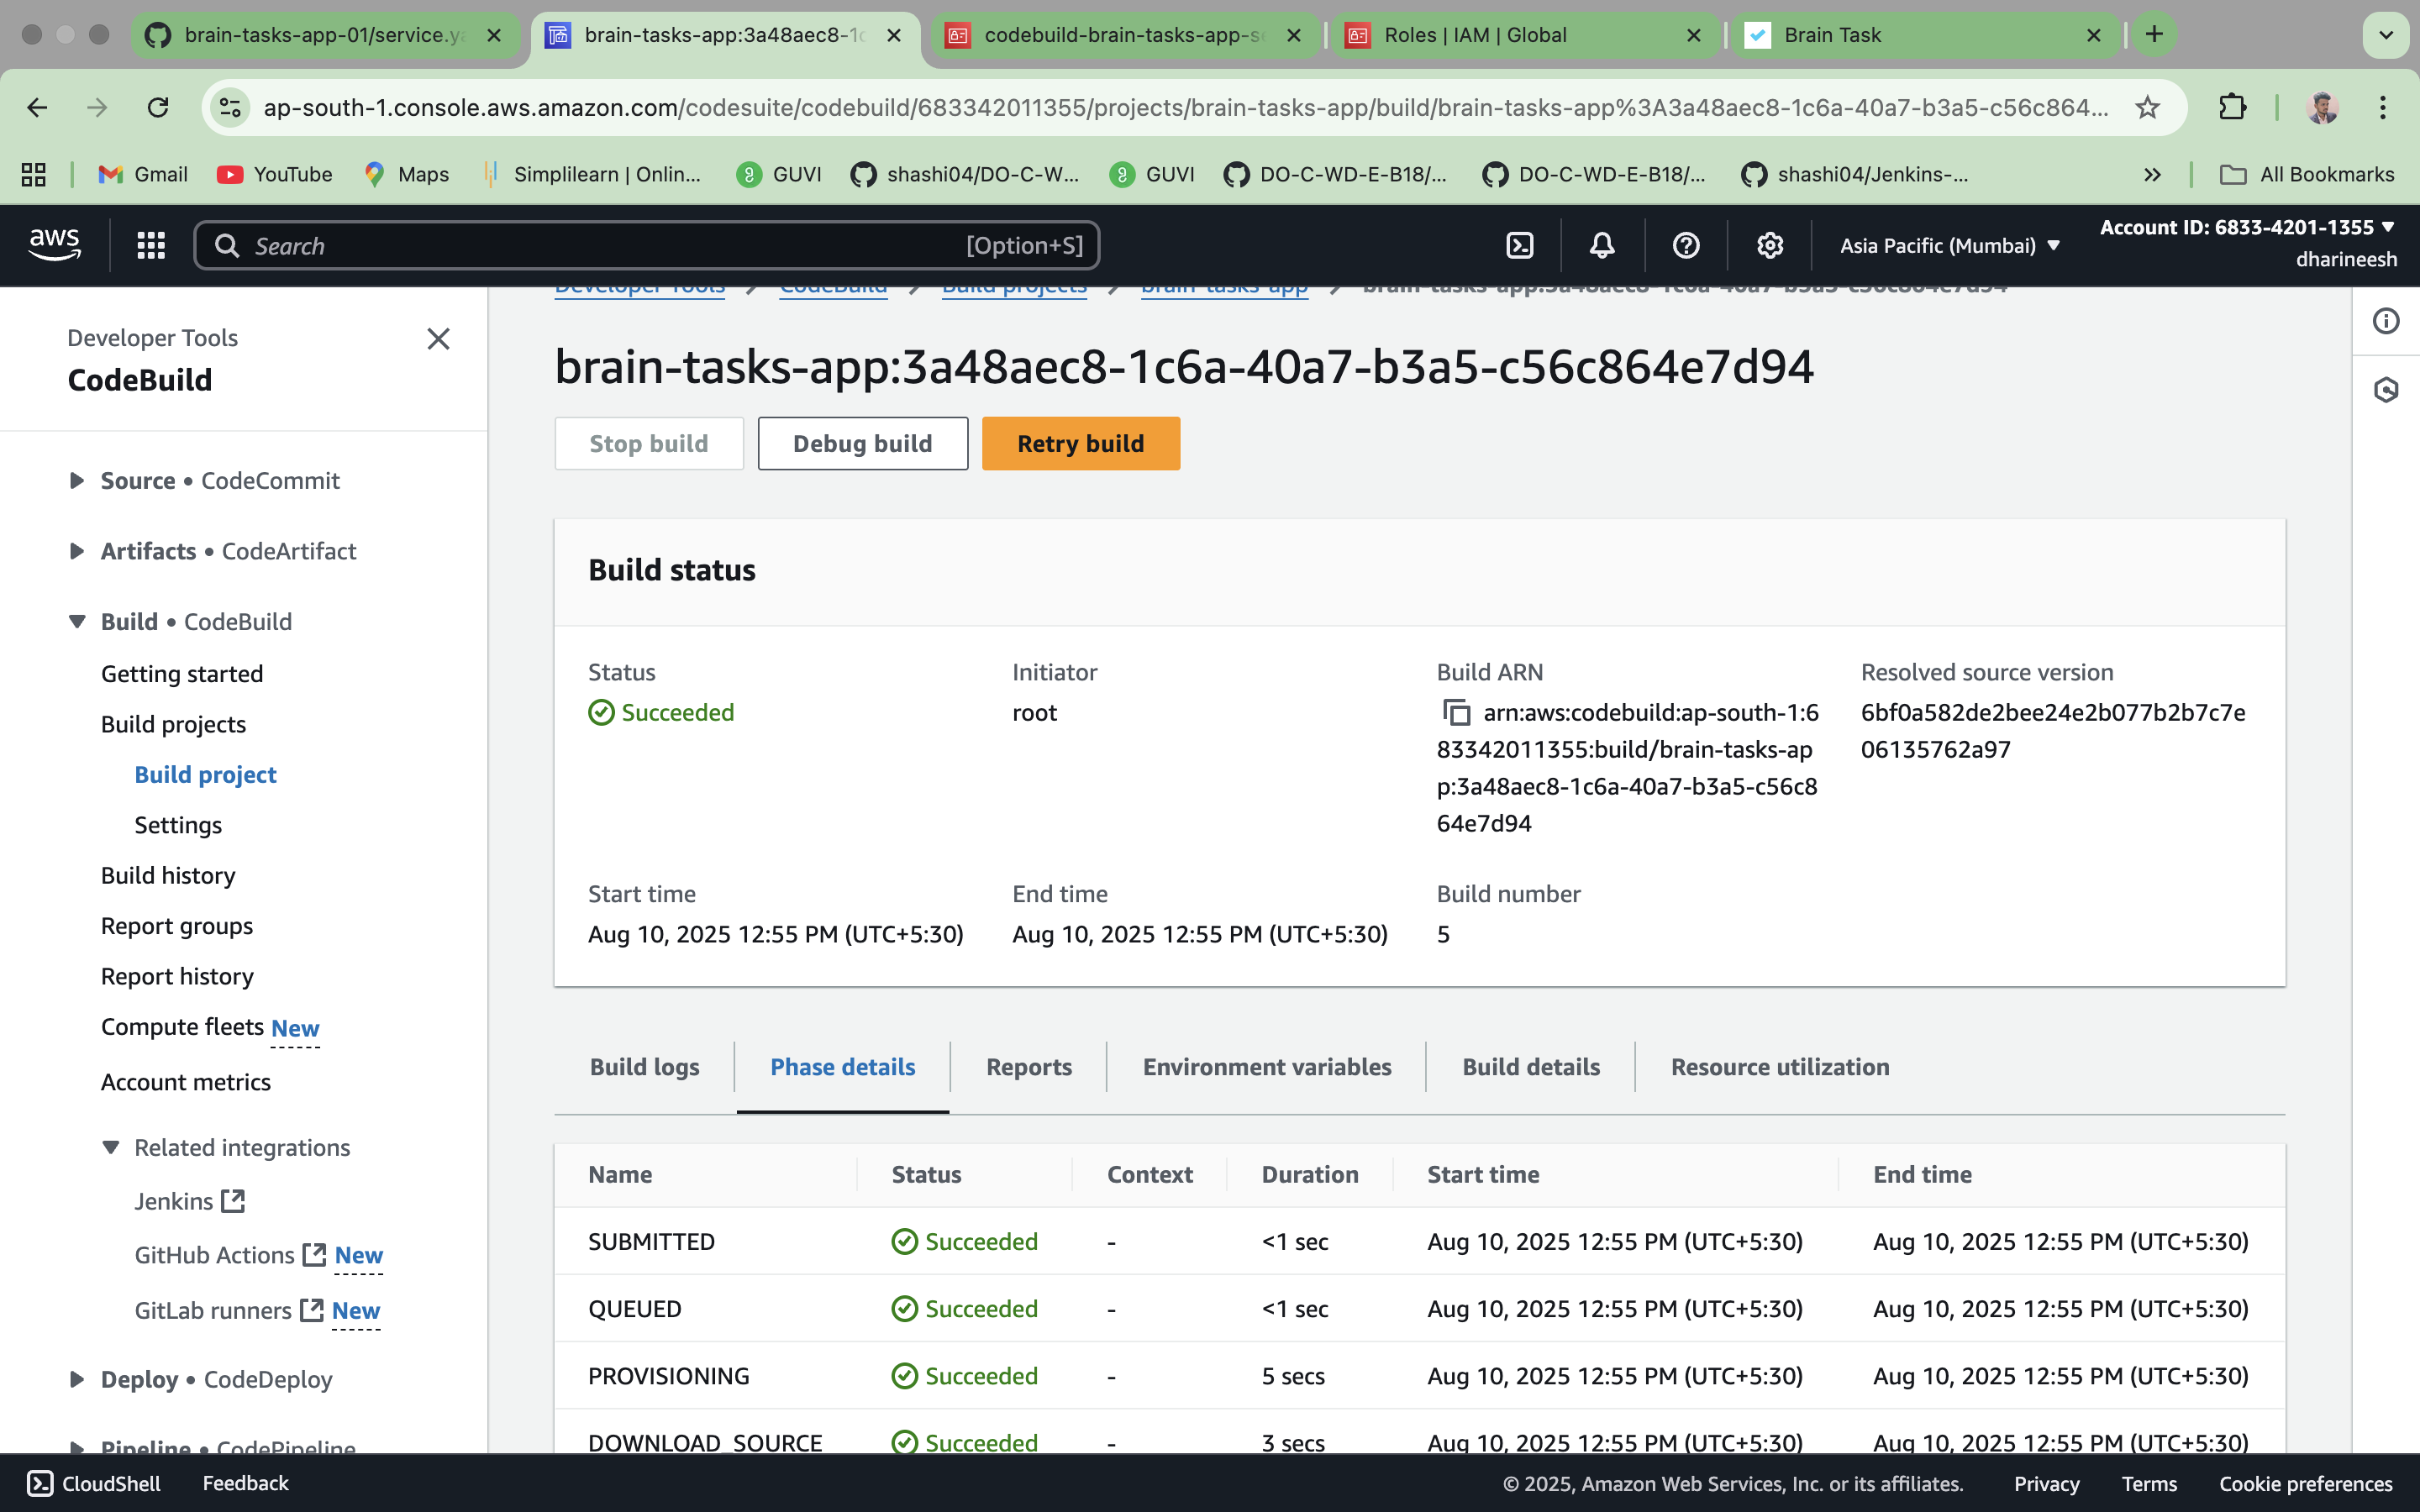 brain-tasks-app-01/service.ya
brain-tasks-app:3a48aec8-1c
codebuild-brain-tasks-app-se
Roles | IAM | Global
Brain Task
ap-south-1.console.aws.amazon.com/codesuite/codebuild/683342011355/projects/brain-tasks-app/build/brain-tasks-app%3A3a48aec8-1c6a-40a7-b3a5-c56c864...
Gmail
YouTube
Maps
Simplilearn | Onlin...
GUVI
shashi04/DO-C-W...
GUVI
DO-C-WD-E-B18/...
DO-C-WD-E-B18/...
shashi04/Jenkins-...
All Bookmarks
aws
Search
[Option+S]
Asia Pacific (Mumbai)
Account ID: 6833-4201-1355
dharineesh
Developer Tools
CodeBuild
Source • CodeCommit
Artifacts • CodeArtifact
Build • CodeBuild
Getting started
Build projects
Build project
Settings
Build history
Report groups
Report history
Compute fleets New
Account metrics
Related integrations
Jenkins
GitHub Actions New
GitLab runners New
Deploy • CodeDeploy
Pipeline • CodePipeline
Developer Tools
CodeBuild
Build projects
brain-tasks-app
brain-tasks-app:3a48aec8-1c6a-40a7-b3a5-c56c864e7d94
brain-tasks-app:3a48aec8-1c6a-40a7-b3a5-c56c864e7d94
Stop build
Debug build
Retry build
Build status
Status
Succeeded
Initiator
root
Build ARN
arn:aws:codebuild:ap-south-1:6
83342011355:build/brain-tasks-ap
p:3a48aec8-1c6a-40a7-b3a5-c56c8
64e7d94
Resolved source version
6bf0a582de2bee24e2b077b2b7c7e
06135762a97
Start time
Aug 10, 2025 12:55 PM (UTC+5:30)
End time
Aug 10, 2025 12:55 PM (UTC+5:30)
Build number
5
Build logs
Phase details
Reports
Environment variables
Build details
Resource utilization
Name Status Context Duration Start time End time
SUBMITTED Succeeded - <1 sec Aug 10, 2025 12:55 PM (UTC+5:30) Aug 10, 2025 12:55 PM (UTC+5:30)
QUEUED Succeeded - <1 sec Aug 10, 2025 12:55 PM (UTC+5:30) Aug 10, 2025 12:55 PM (UTC+5:30)
PROVISIONING Succeeded - 5 secs Aug 10, 2025 12:55 PM (UTC+5:30) Aug 10, 2025 12:55 PM (UTC+5:30)
DOWNLOAD_SOURCE Succeeded - 3 secs Aug 10, 2025 12:55 PM (UTC+5:30) Aug 10, 2025 12:55 PM (UTC+5:30)
CloudShell
Feedback
© 2025, Amazon Web Services, Inc. or its affiliates.
Privacy
Terms
Cookie preferences